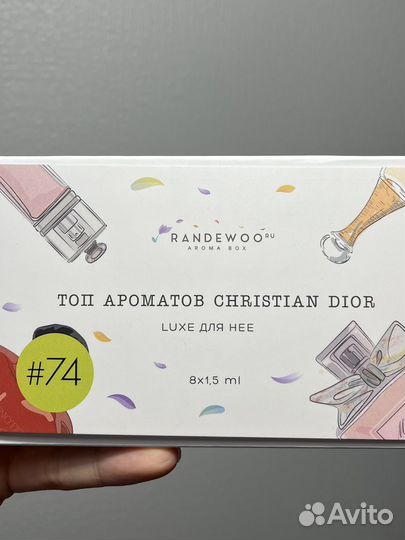 RANDEWOO RU
AROMA BOX
ТОП АРОМАТОВ CHRISTIAN DIOR
LUXE ДЛЯ НЕЕ
#74
8x1,5 ml
Avito